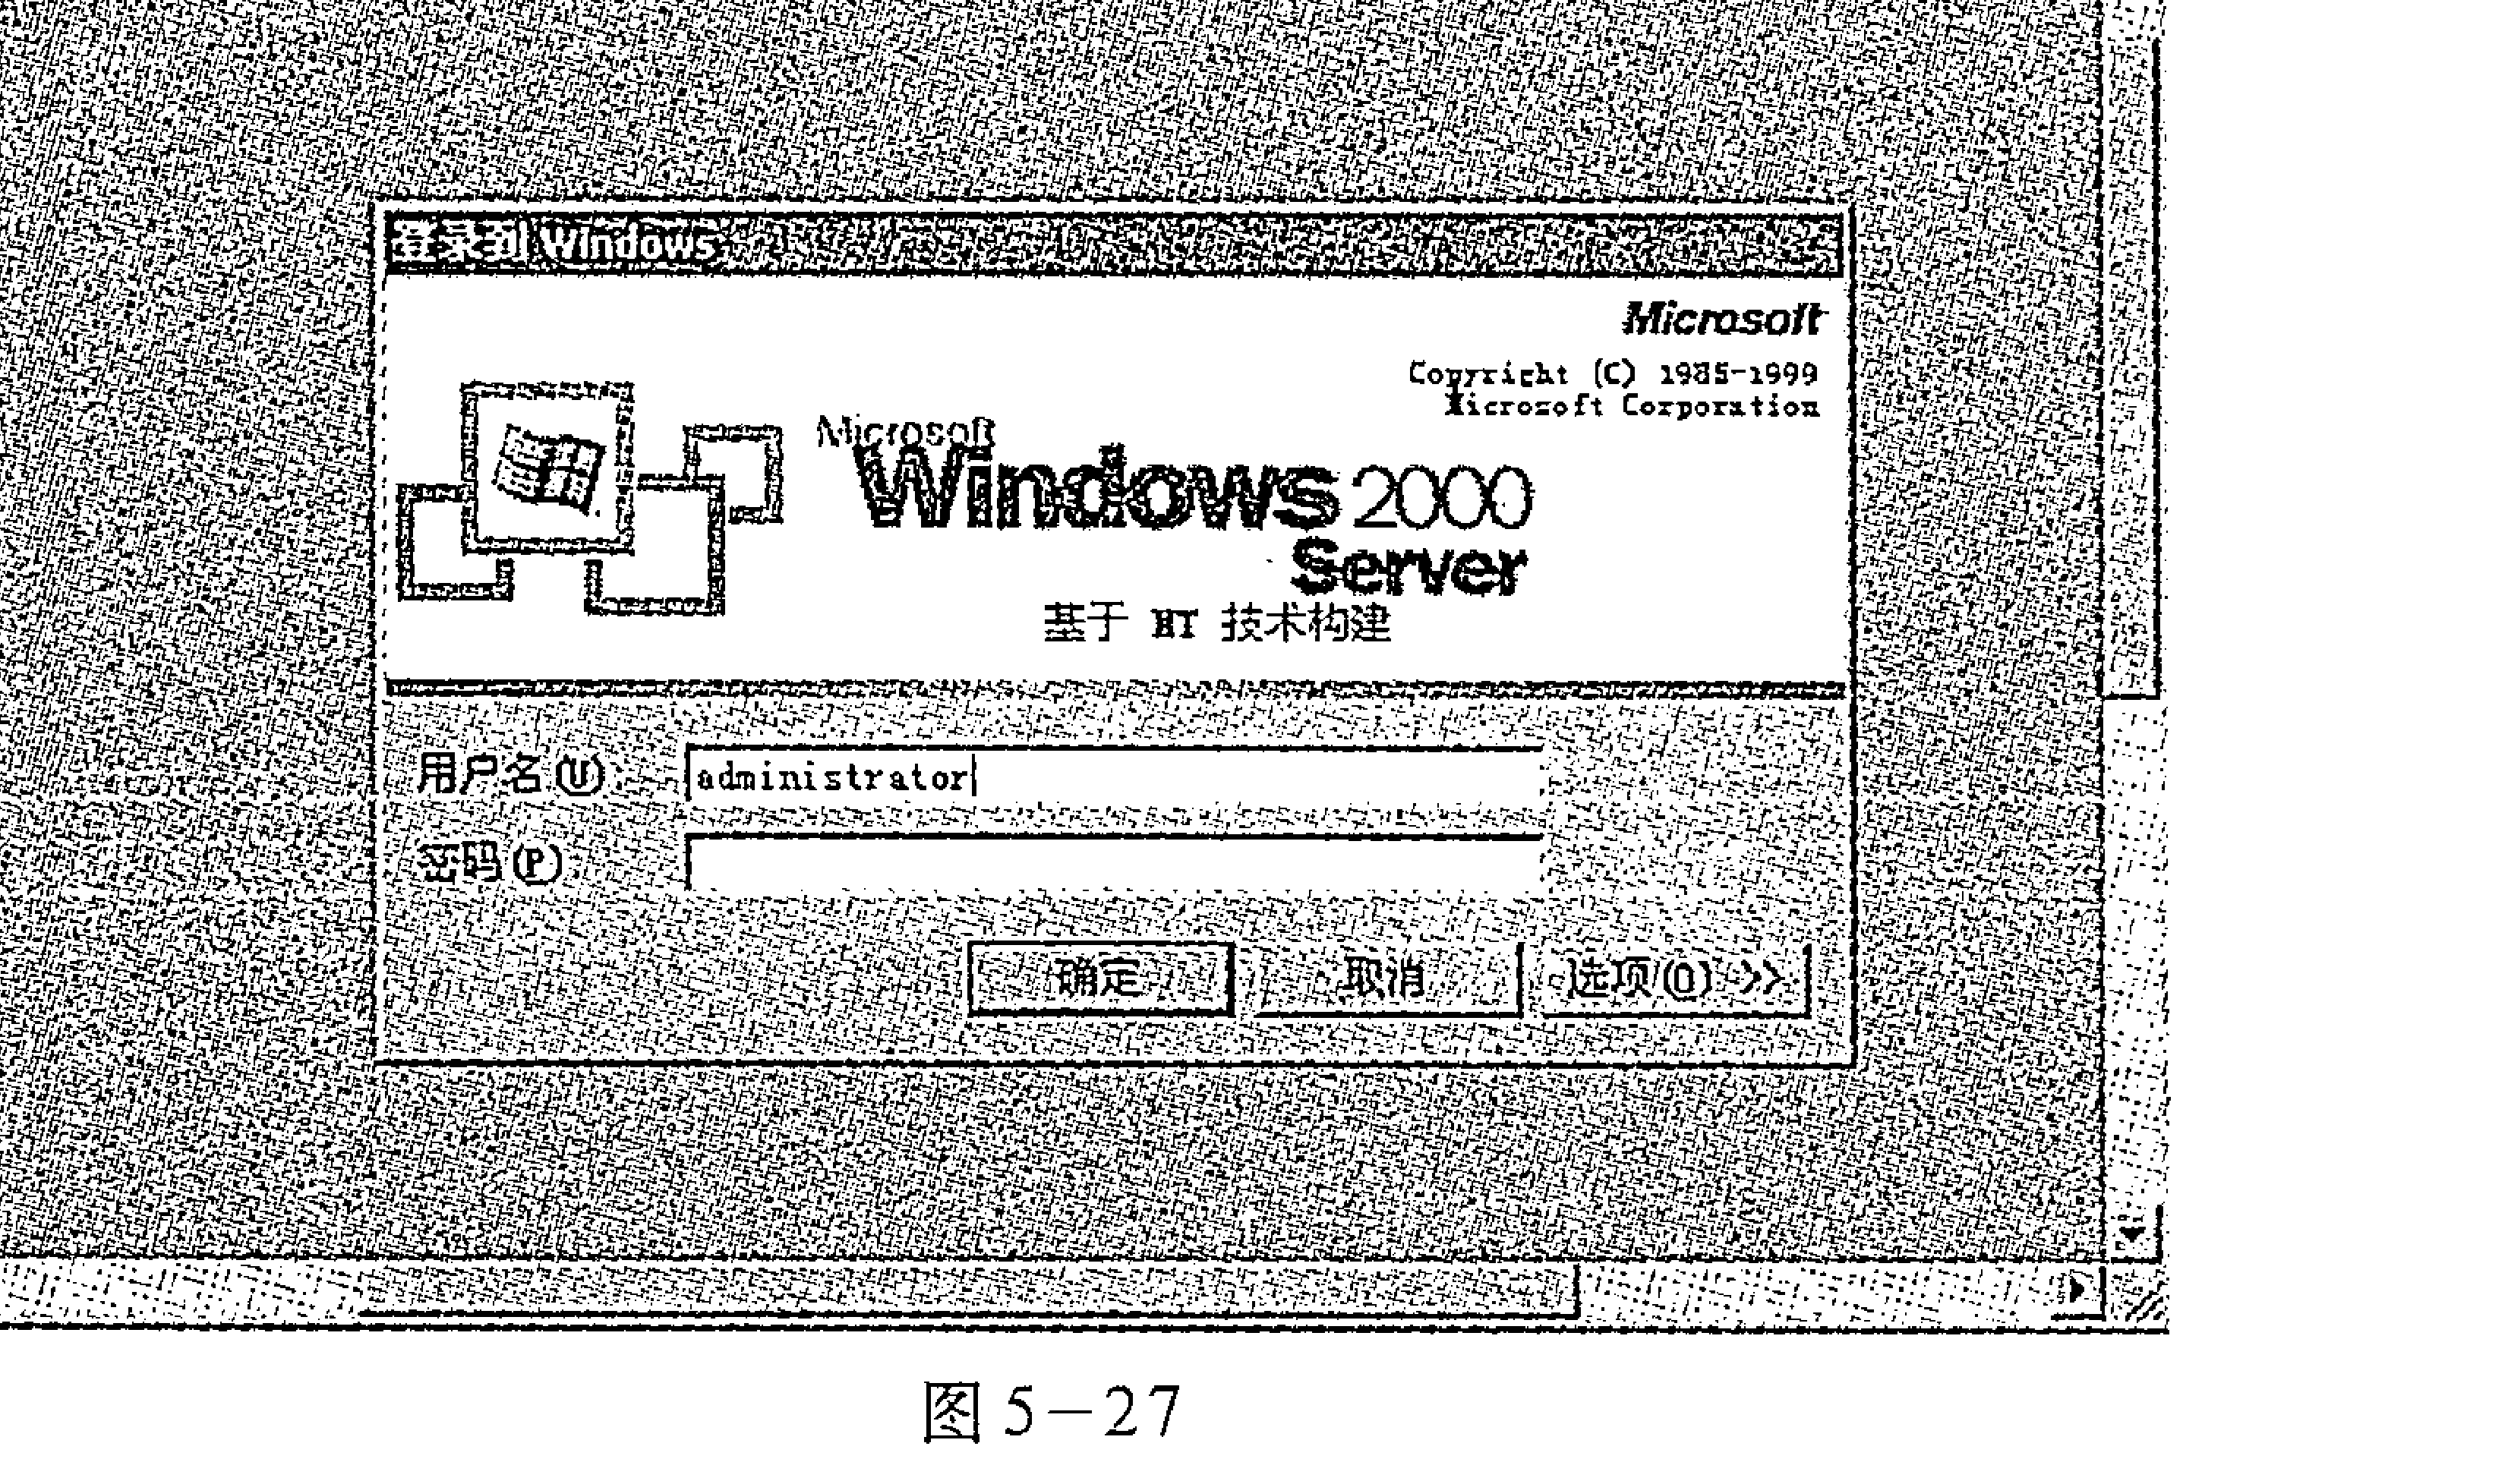 登录到 Windows
Microsoft
Copyright (C) 1985-1999
Microsoft Corporation
Microsoft
Windows 2000
Server
基于 NT 技术构建
用户名(U):
administrator
密码(P)
确定
取消
选项(O) >>
图 5-27